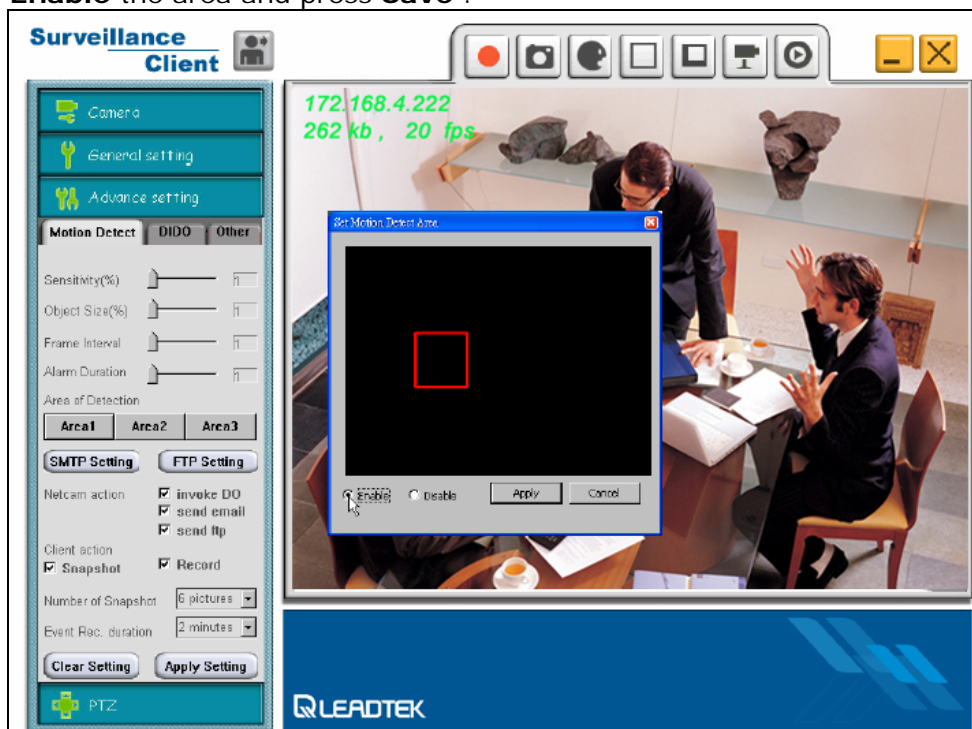 Enable the area and press Save .
Surveillance
Client
172.168.4.222
262 kb , 20 fps
Camera
General setting
Advance setting
Motion Detect DIDO Other
Sensitivity(%) 1
Object Size(%) 1
Frame Interval 1
Alarm Duration 1
Area of Detection
Area1 Area2 Area3
SMTP Setting FTP Setting
Netcam action invoke DO
send email
send ftp
Client action
Snapshot Record
Number of Snapshot 6 pictures
Event Rec. duration 2 minutes
Clear Setting Apply Setting
PTZ
Set Motion Detect Area
Enable Disable Apply Cancel
LEADTEK